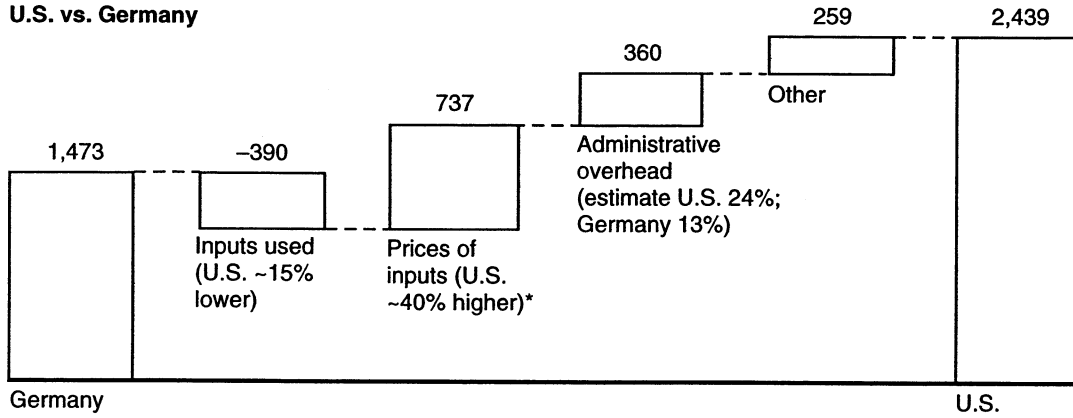 U.S. vs. Germany
259
2,439
360
Other
737
Administrative
overhead
(estimate U.S. 24%;
Germany 13%)
1,473
–390
Inputs used
(U.S. ~15%
lower)
Prices of
inputs (U.S.
~40% higher)*
Germany
U.S.